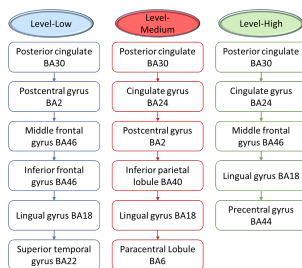 Level-Low
Posterior cingulate
BA30
Postcentral gyrus
BA2
Middle frontal
gyrus BA46
Inferior frontal
gyrus BA46
Lingual gyrus BA18
Superior temporal
gyrus BA22
Level-
Medium
Posterior cingulate
BA30
Cingulate gyrus
BA24
Postcentral gyrus
BA2
Inferior parietal
lobule BA40
Lingual gyrus BA18
Paracentral Lobule
BA6
Level-High
Posterior cingulate
BA30
Cingulate gyrus
BA24
Middle frontal
gyrus BA46
Lingual gyrus BA18
Precentral gyrus
BA44